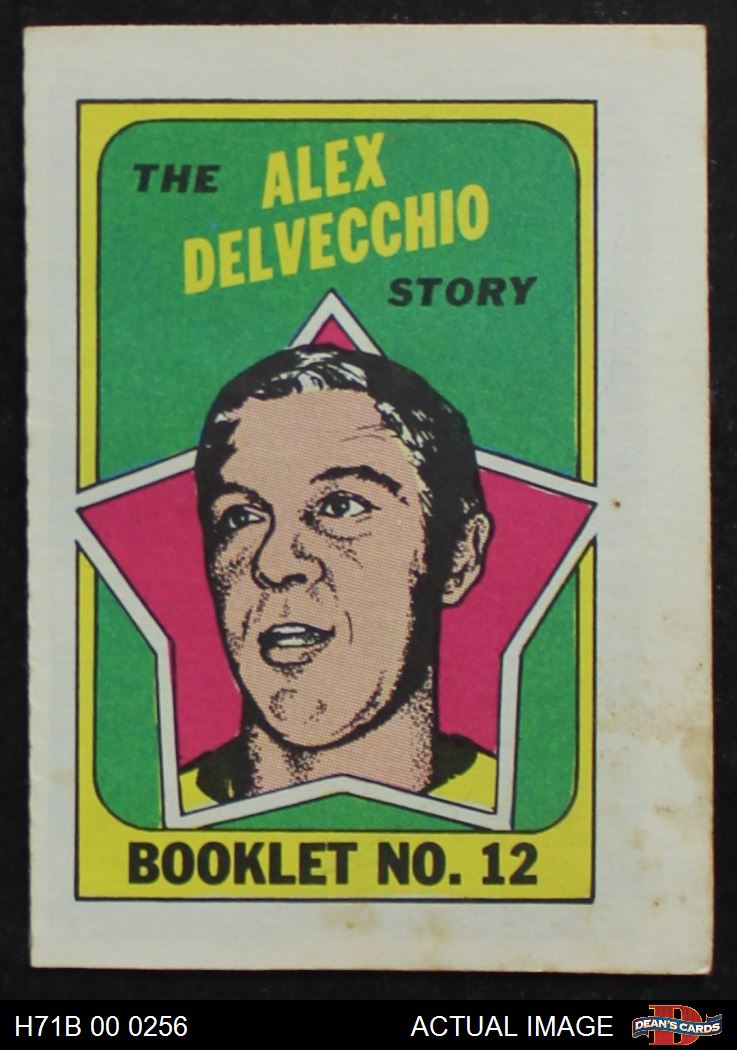 THE ALEX
DELVECCHIO
STORY
BOOKLET NO. 12
H71B 00 0256
ACTUAL IMAGE
D
DEAN'S CARDS